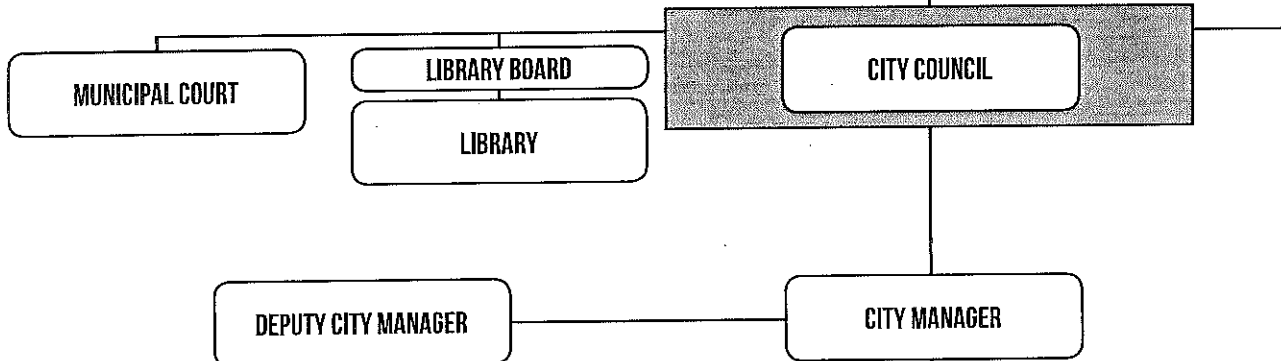 MUNICIPAL COURT
LIBRARY BOARD
LIBRARY
CITY COUNCIL
DEPUTY CITY MANAGER
CITY MANAGER